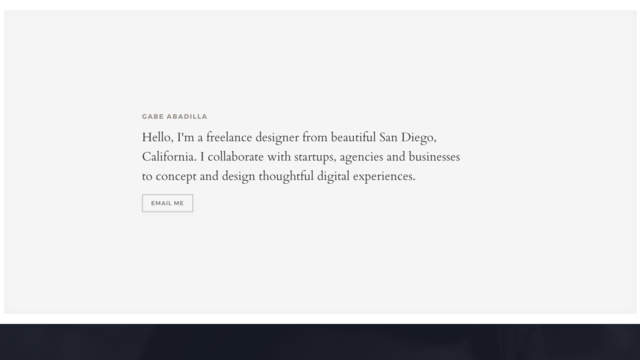 GABE ABADILLA
Hello, I'm a freelance designer from beautiful San Diego,
California. I collaborate with startups, agencies and businesses
to concept and design thoughtful digital experiences.
EMAIL ME